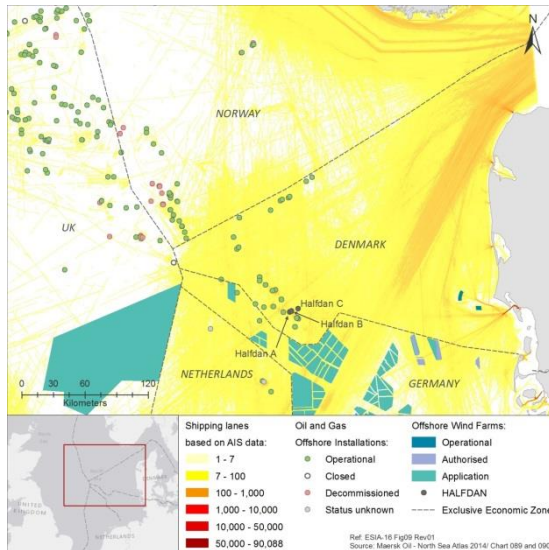 N
NORWAY
UK
DENMARK
Halfdan C
Halfdan B
Halfdan A
NETHERLANDS
GERMANY
0 30 60 120
Kilometers
Shipping lanes
based on AIS data:
1 - 7
7 - 100
100 - 1,000
1,000 - 10,000
10,000 - 50,000
50,000 - 90,088
Oil and Gas
Offshore Installations:
Operational
Closed
Decommissioned
Status unknown
Offshore Wind Farms:
Operational
Authorised
Application
HALFDAN
Exclusive Economic Zone
UNITED
KINGDOM
NETHERLANDS
Ref: ESIA-16 Fig09 Rev01
Source: Maersk Oil - North Sea Atlas 2014/ Chart 089 and 090